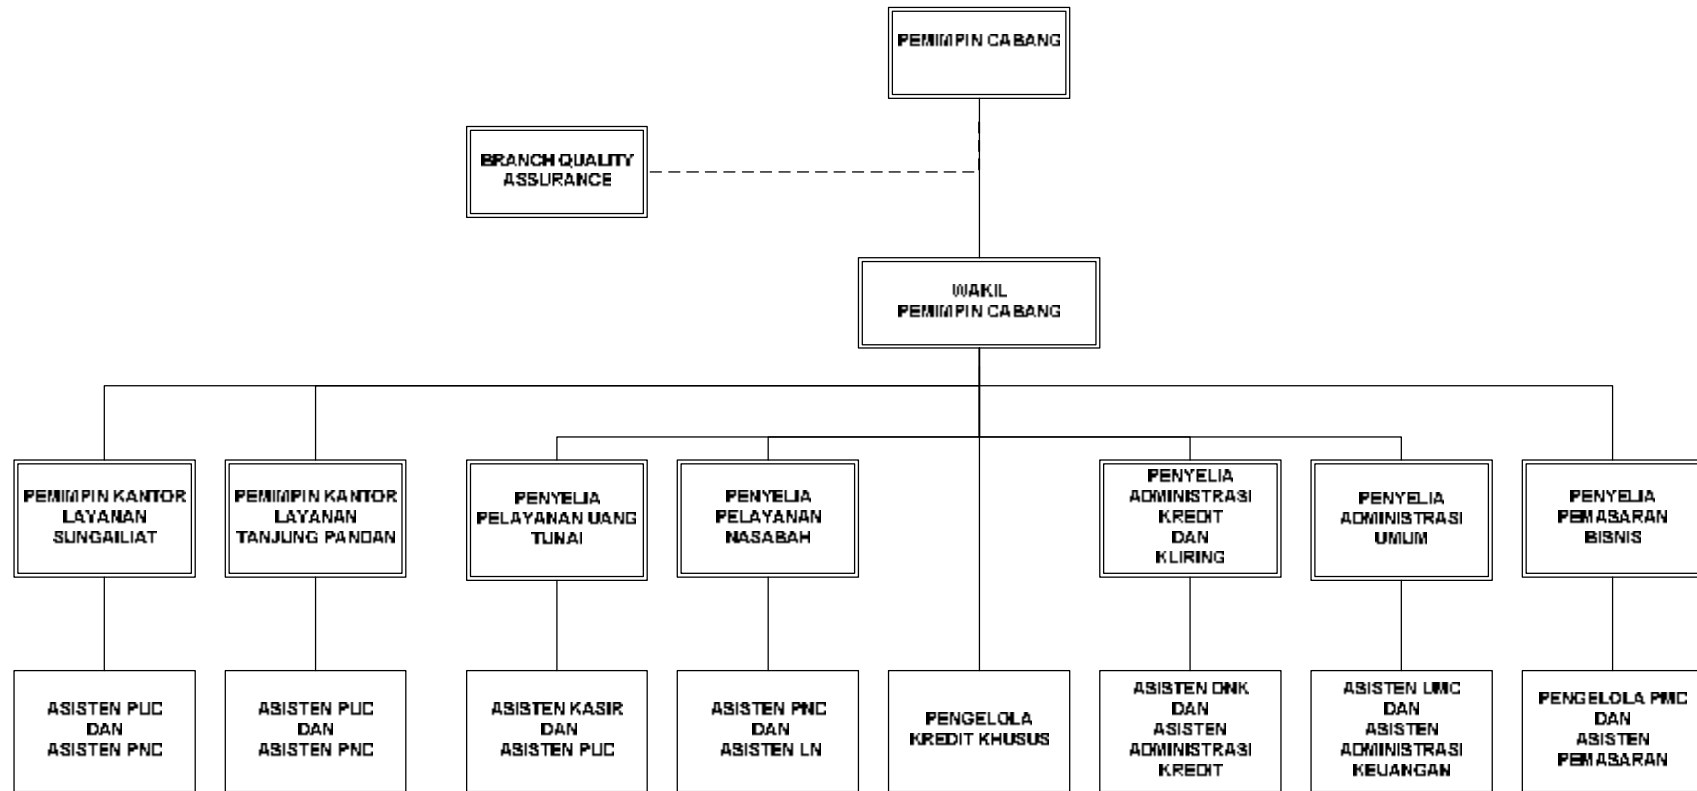 PEMIMPIN CABANG
BRANCH QUALITY
ASSURANCE
WAKIL
PEMIMPIN CABANG
PEMIMPIN KANTOR
LAYANAN
SUNGAILIAT
PEMIMPIN KANTOR
LAYANAN
TANJUNG PANDAN
PENYELIA
PELAYANAN UANG
TUNAI
PENYELIA
PELAYANAN
NASABAH
PENYELIA
ADMINISTRASI
KREDIT
DAN
KLIRING
PENYELIA
ADMINISTRASI
UMUM
PENYELIA
PEMASARAN
BISNIS
ASISTEN PUC
DAN
ASISTEN PNC
ASISTEN PUC
DAN
ASISTEN PNC
ASISTEN KASIR
DAN
ASISTEN PUC
ASISTEN PNC
DAN
ASISTEN LN
PENGELOLA
KREDIT KHUSUS
ASISTEN DNK
DAN
ASISTEN
ADMINISTRASI
KREDIT
ASISTEN UMC
DAN
ASISTEN
ADMINISTRASI
KEUANGAN
PENGELOLA PMC
DAN
ASISTEN
PEMASARAN